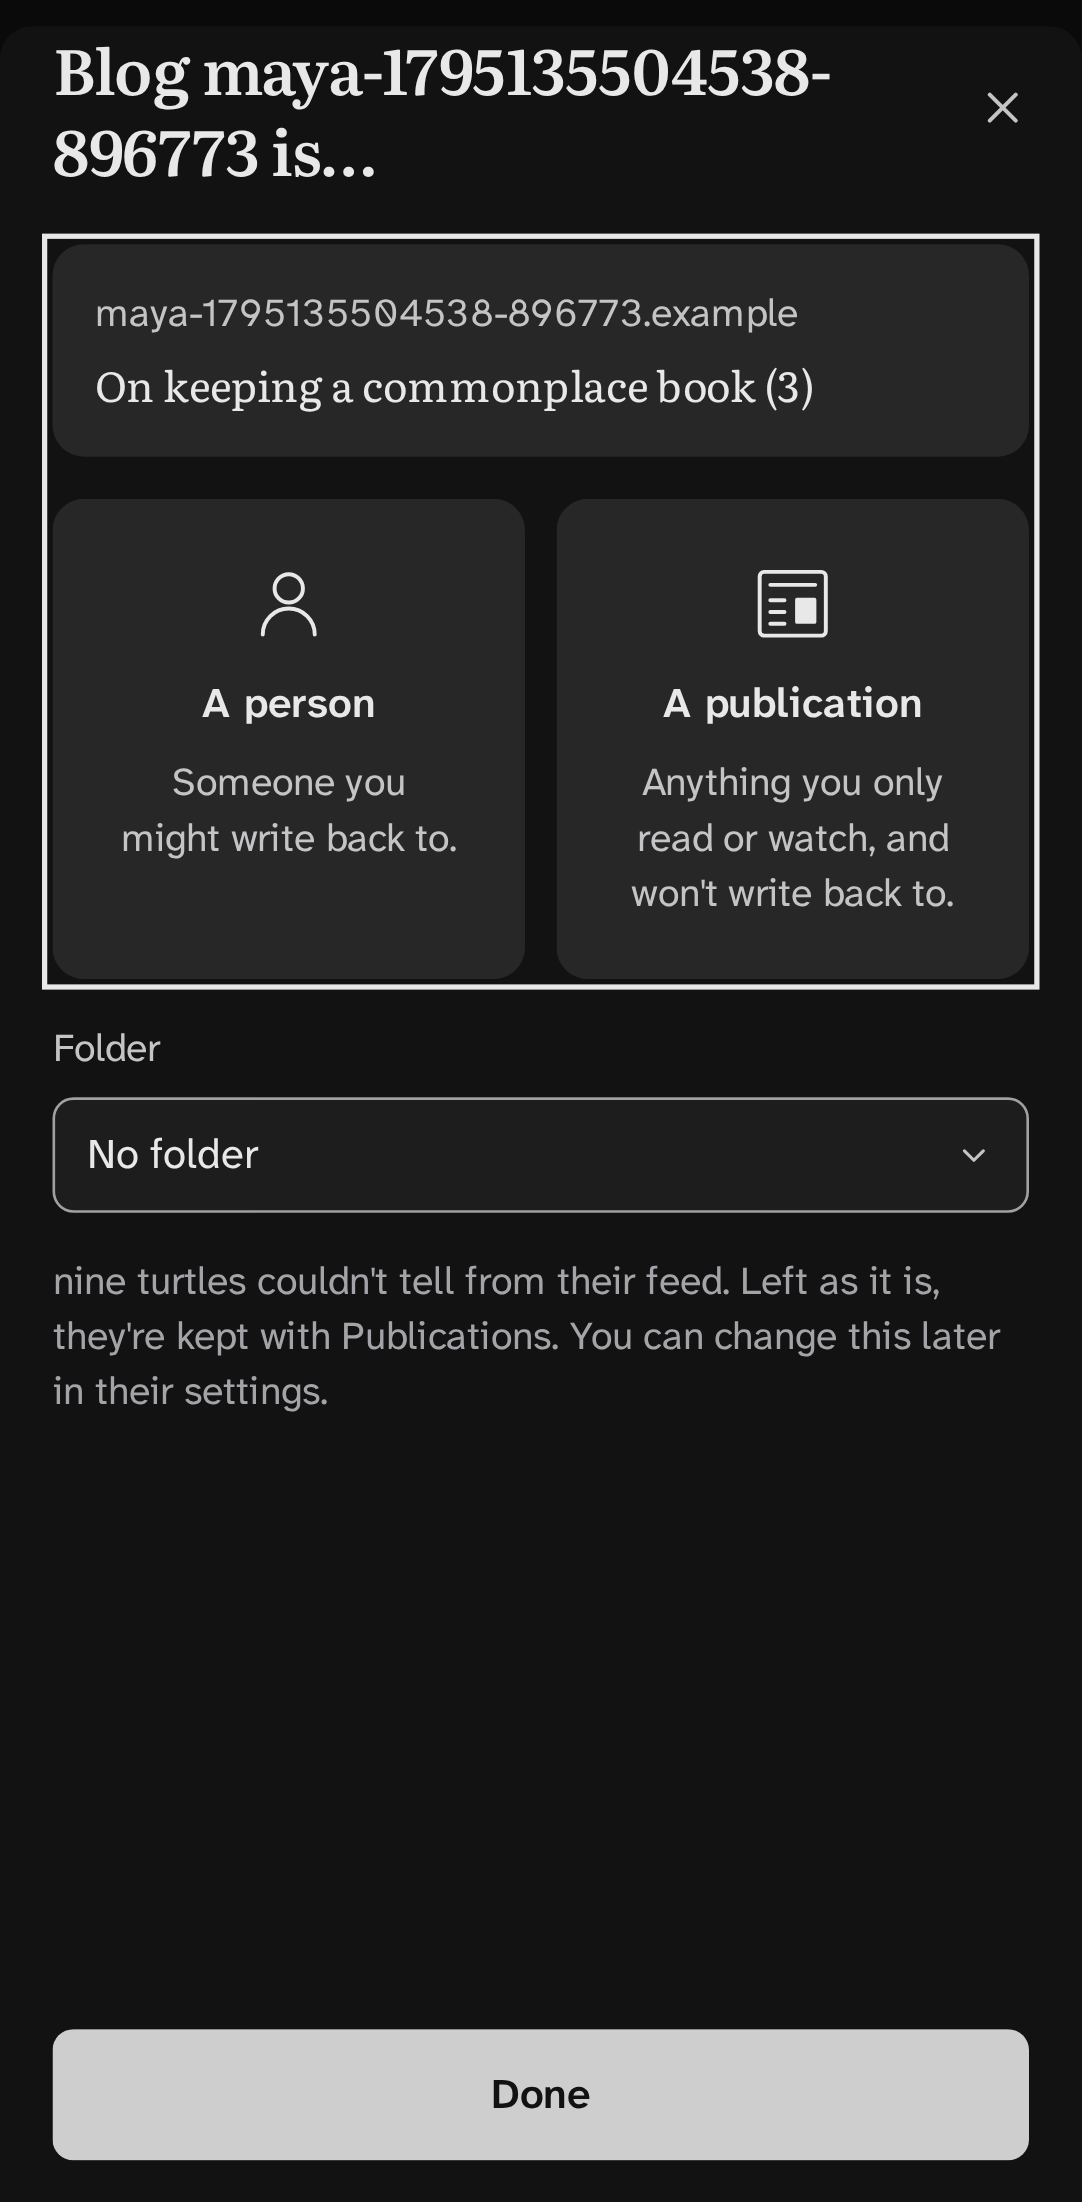 Blog maya-1795135504538-
896773 is…
maya-1795135504538-896773.example
On keeping a commonplace book (3)
A person
Someone you
might write back to.
A publication
Anything you only
read or watch, and
won't write back to.
Folder
No folder
nine turtles couldn't tell from their feed. Left as it is,
they're kept with Publications. You can change this later
in their settings.
Done